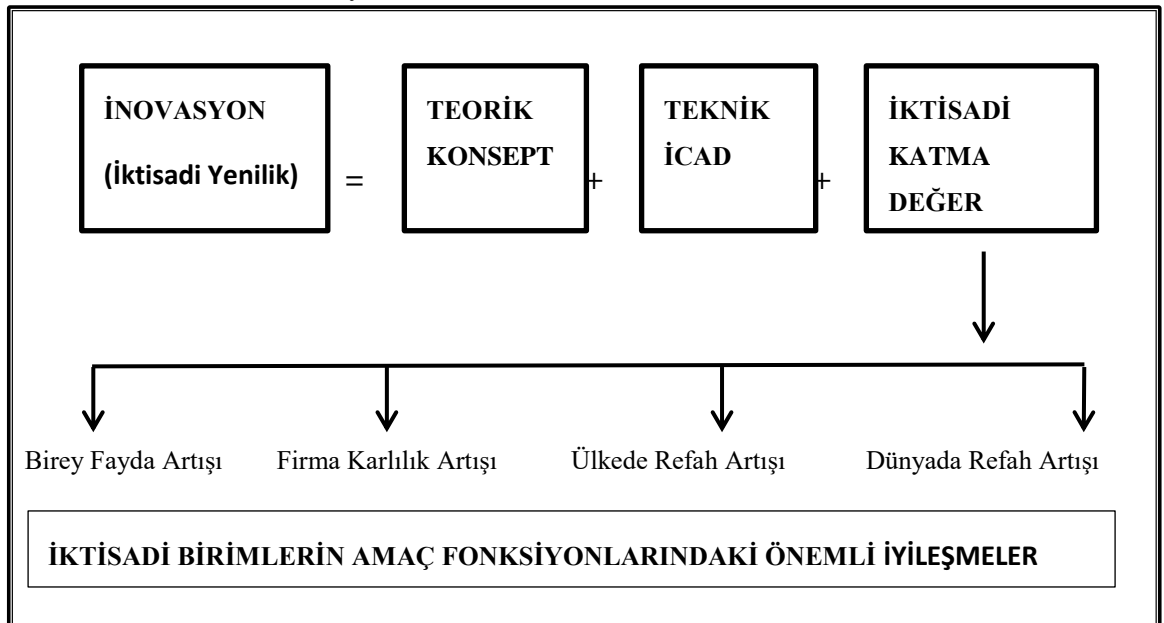 İNOVASYON
(İktisadi Yenilik)
=
TEORİK
KONSEPT
+
TEKNİK
İCAD
+
İKTİSADİ
KATMA
DEĞER
Birey Fayda Artışı
Firma Karlılık Artışı
Ülkede Refah Artışı
Dünyada Refah Artışı
İKTİSADİ BİRİMLERİN AMAÇ FONKSİYONLARINDAKİ ÖNEMLİ İYİLEŞMELER